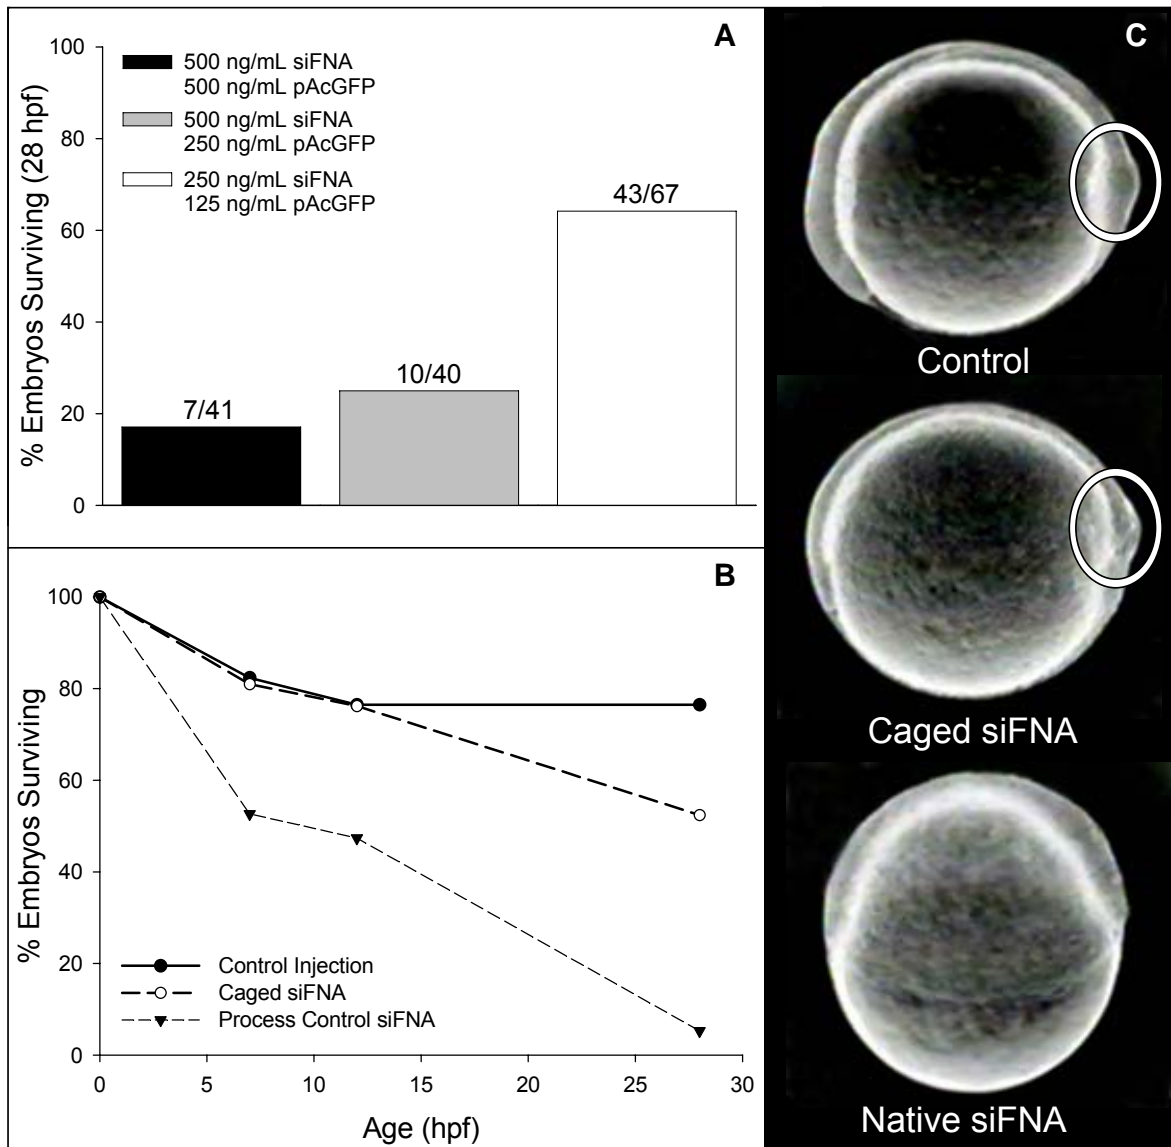 A
% Embryos Surviving (28 hpf)
100
80
60
40
20
0
500 ng/mL siFNA
500 ng/mL pAcGFP
500 ng/mL siFNA
250 ng/mL pAcGFP
250 ng/mL siFNA
125 ng/mL pAcGFP
7/41
10/40
43/67
B
% Embryos Surviving
100
80
60
40
20
0
Control Injection
Caged siFNA
Process Control siFNA
0 5 10 15 20 25 30
Age (hpf)
C
Control
Caged siFNA
Native siFNA